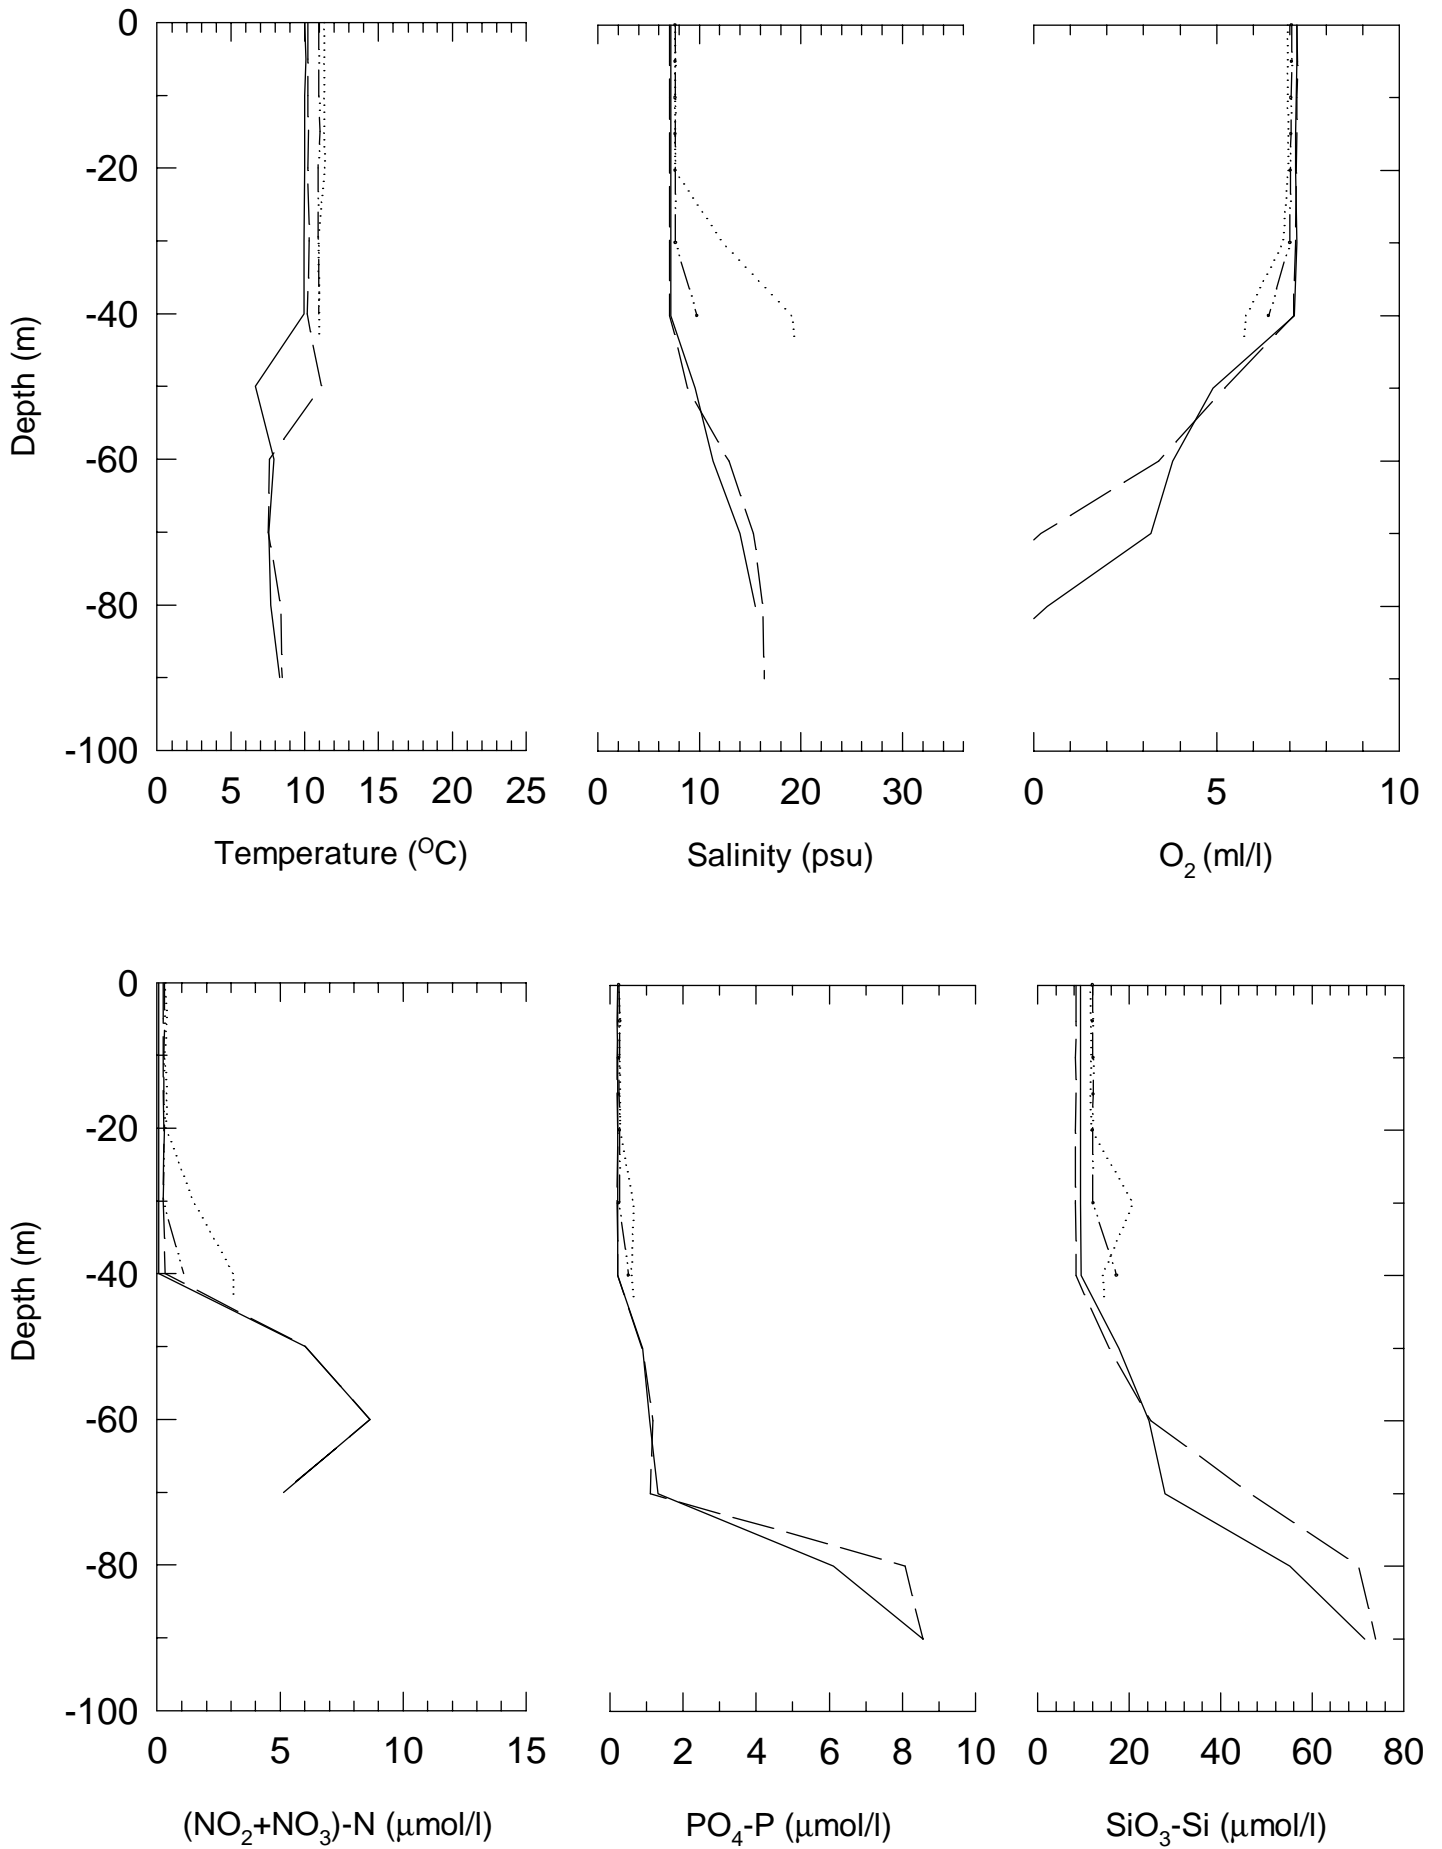 0
-20
-40
-60
-80
-100
Depth (m)
0 5 10 15 20 25
Temperature (OC)
0 10 20 30
Salinity (psu)
0 5 10
O2 (ml/l)
0
-20
-40
-60
-80
-100
Depth (m)
0 5 10 15
(NO2+NO3)-N (μmol/l)
0 2 4 6 8 10
PO4-P (μmol/l)
0 20 40 60 80
SiO3-Si (μmol/l)